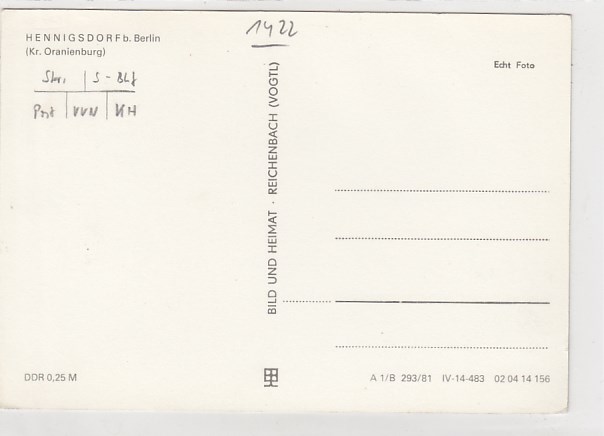 HENNIGSDORF b. Berlin
(Kr. Oranienburg)
1422
Echt Foto
Str. S-Bhf
Post VVN KH
BILD UND HEIMAT · REICHENBACH (VOGTL)
DDR 0,25 M
A 1/B 293/81 IV-14-483 02 04 14 156